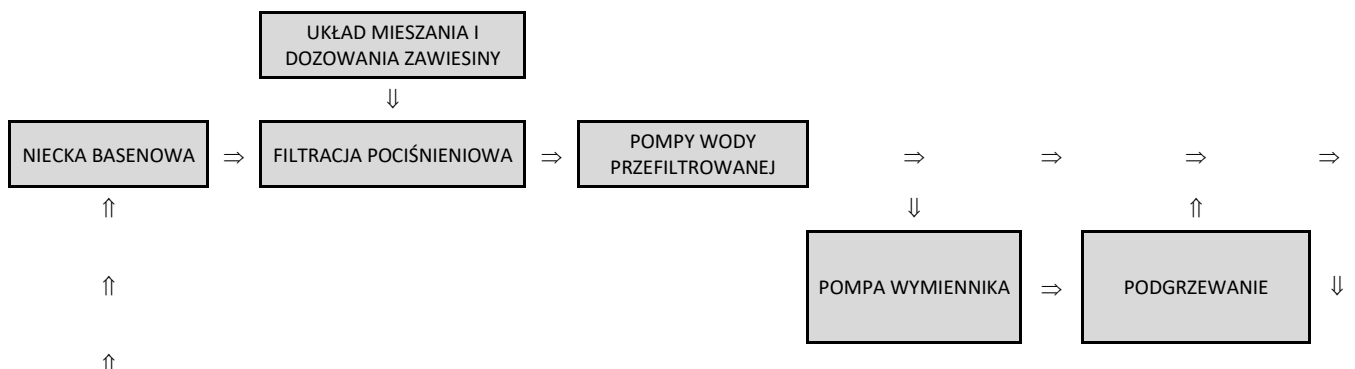 UKŁAD MIESZANIA I
DOZOWANIA ZAWIESINY
⇓
NIECKA BASENOWA ⇒ FILTRACJA POCIŚNIENIOWA ⇒ POMPY WODY
PRZEFILTROWANEJ ⇒ ⇒ ⇒ ⇒
⇑ ⇓ ⇑
⇑ POMPA WYMIENNIKA ⇒ PODGRZEWANIE ⇓
⇑